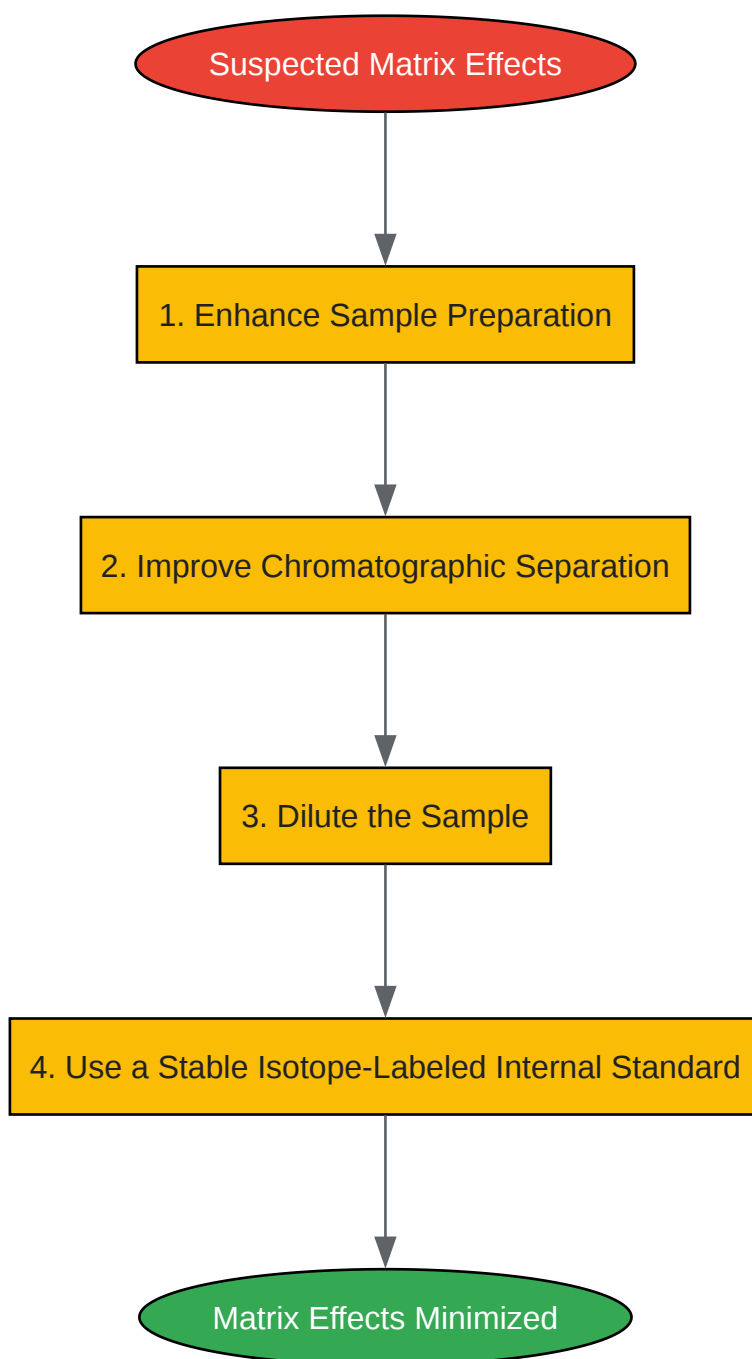 Suspected Matrix Effects
1. Enhance Sample Preparation
2. Improve Chromatographic Separation
3. Dilute the Sample
4. Use a Stable Isotope-Labeled Internal Standard
Matrix Effects Minimized